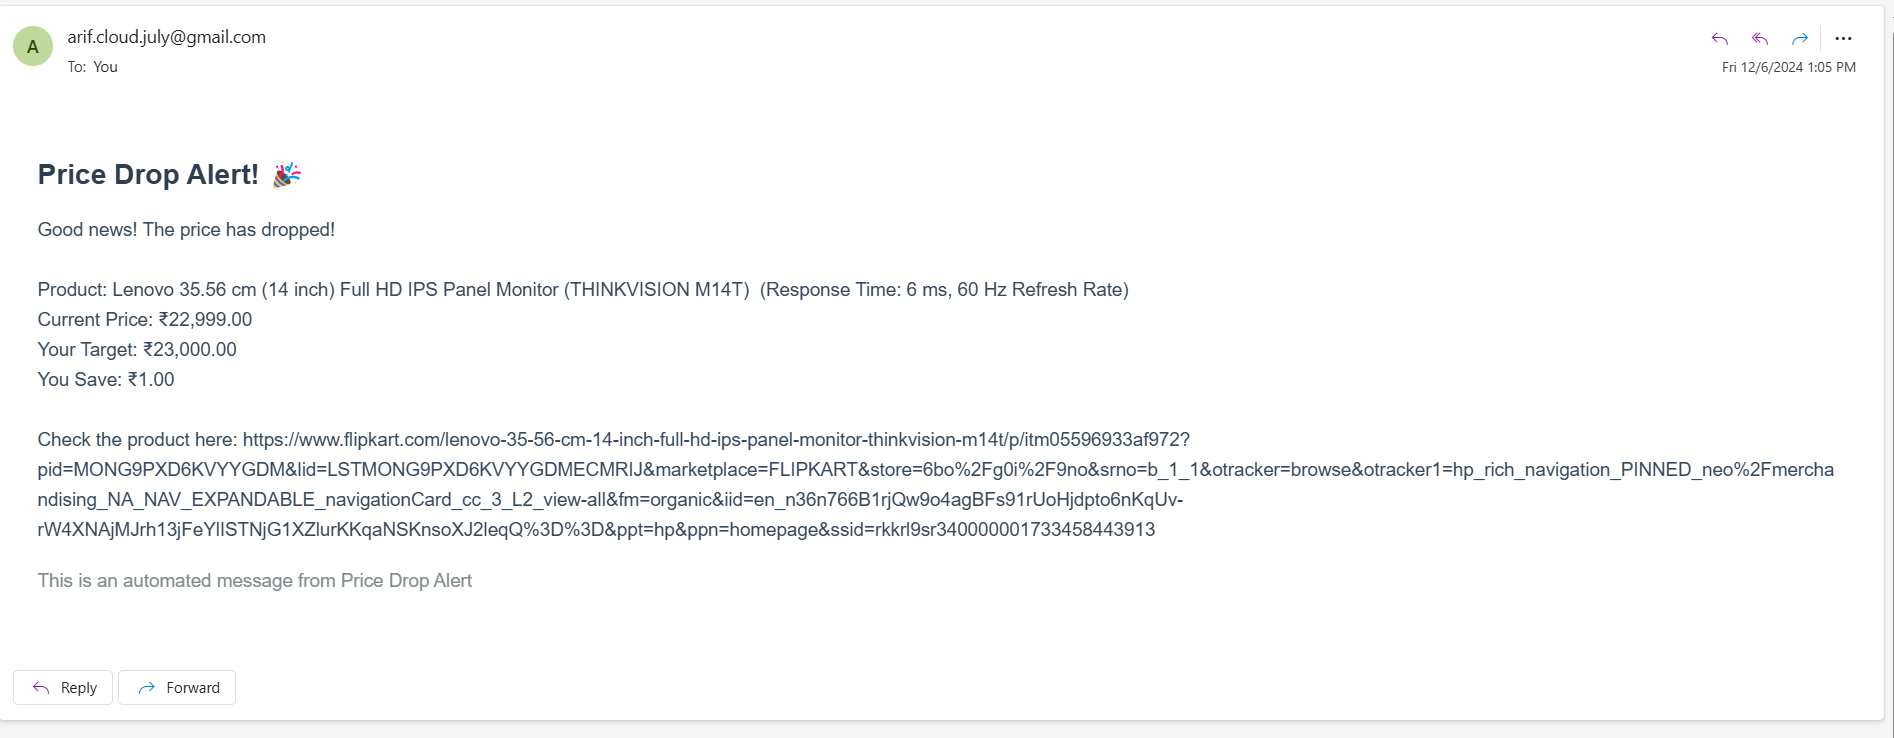 A
arif.cloud.july@gmail.com
To: You
Fri 12/6/2024 1:05 PM
Price Drop Alert! 🎉
Good news! The price has dropped!
Product: Lenovo 35.56 cm (14 inch) Full HD IPS Panel Monitor (THINKVISION M14T)  (Response Time: 6 ms, 60 Hz Refresh Rate)
Current Price: ₹22,999.00
Your Target: ₹23,000.00
You Save: ₹1.00
Check the product here: https://www.flipkart.com/lenovo-35-56-cm-14-inch-full-hd-ips-panel-monitor-thinkvision-m14t/p/itm05596933af972?
pid=MONG9PXD6KVYYGDM&lid=LSTMONG9PXD6KVYYGDMECMRIJ&marketplace=FLIPKART&store=6bo%2Fg0i%2F9no&srno=b_1_1&otracker=browse&otracker1=hp_rich_navigation_PINNED_neo%2Fmercha
ndising_NA_NAV_EXPANDABLE_navigationCard_cc_3_L2_view-all&fm=organic&iid=en_n36n766B1rjQw9o4agBFs91rUoHjdpto6nKqUv-
rW4XNAjMJrh13jFeYllSTNjG1XZlurKKqaNSKnsoXJ2leqQ%3D%3D&ppt=hp&ppn=homepage&ssid=rkkrl9sr340000001733458443913
This is an automated message from Price Drop Alert
Reply
Forward